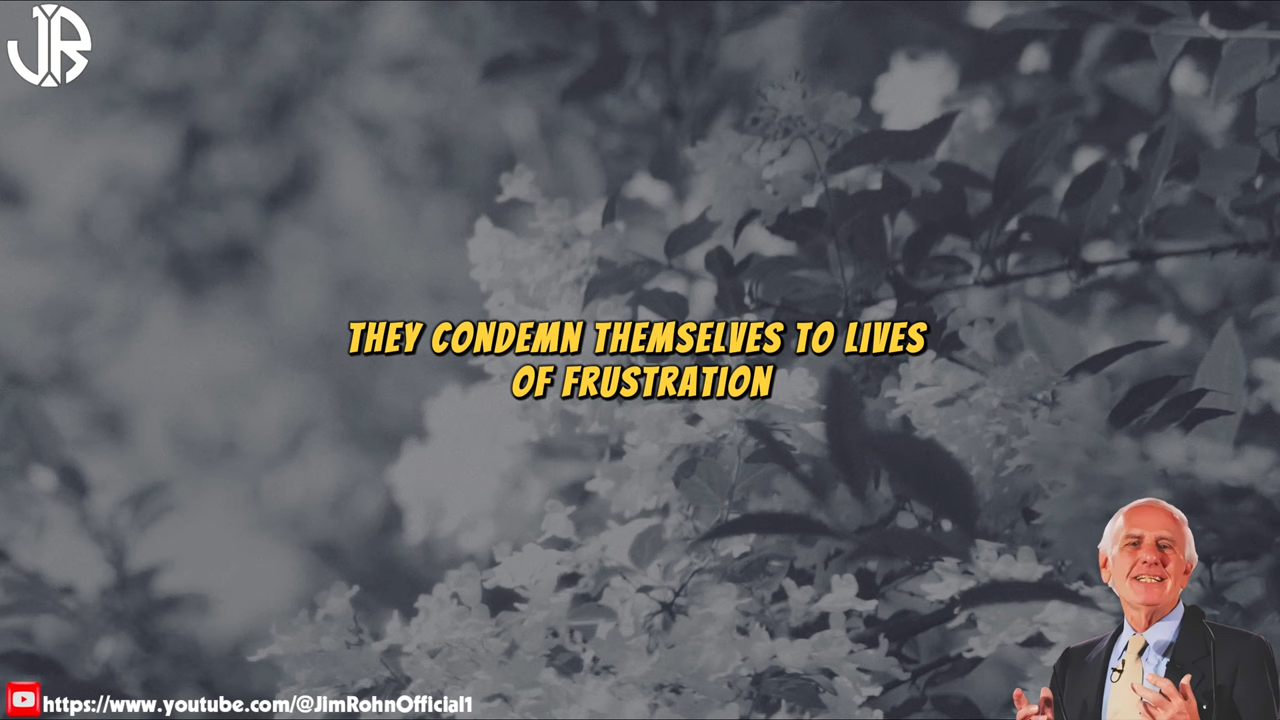 JR
THEY CONDEMN THEMSELVES TO LIVES
OF FRUSTRATION
https://www.youtube.com/@JimRohnOfficial1